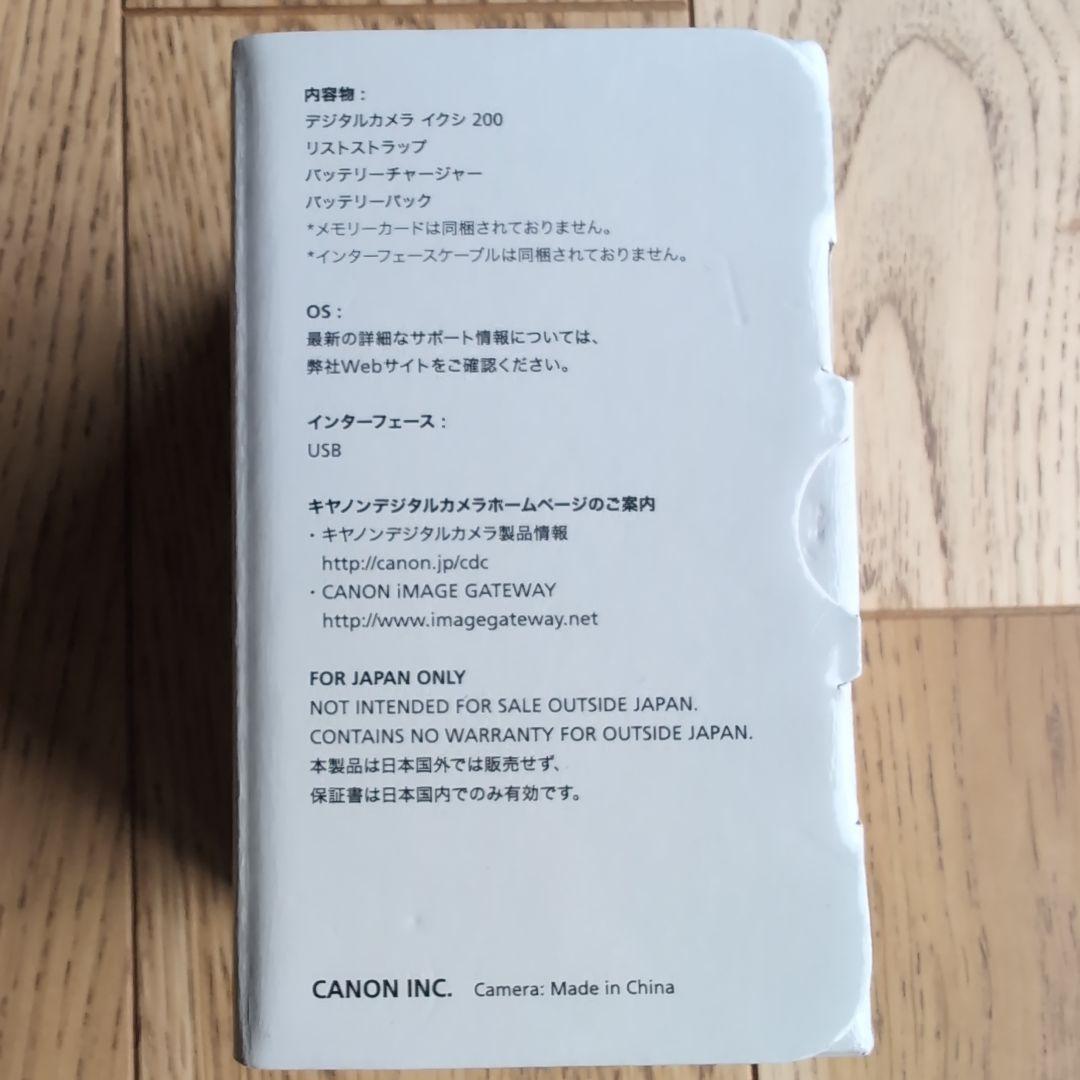 内容物：
デジタルカメラ イクシ 200
リストストラップ
バッテリーチャージャー
バッテリーパック
*メモリーカードは同梱されておりません。
*インターフェースケーブルは同梱されておりません。
OS：
最新の詳細なサポート情報については、
弊社Webサイトをご確認ください。
インターフェース：
USB
キヤノンデジタルカメラホームページのご案内
・キヤノンデジタルカメラ製品情報
http://canon.jp/cdc
・CANON iMAGE GATEWAY
http://www.imagegateway.net
FOR JAPAN ONLY
NOT INTENDED FOR SALE OUTSIDE JAPAN.
CONTAINS NO WARRANTY FOR OUTSIDE JAPAN.
本製品は日本国外では販売せず、
保証書は日本国内でのみ有効です。
CANON INC. Camera: Made in China